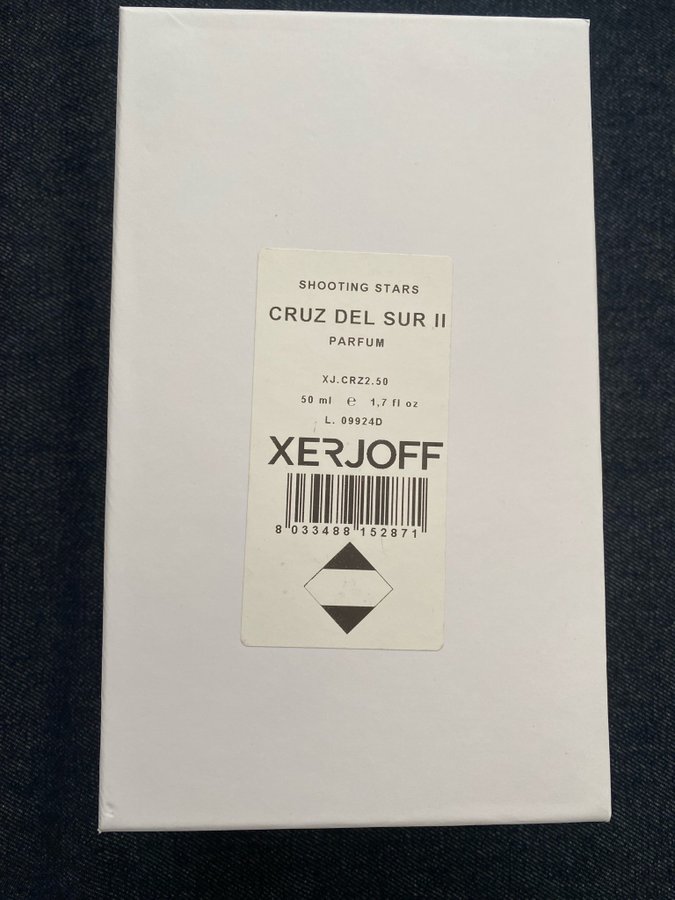 SHOOTING STARS
CRUZ DEL SUR II
PARFUM
XJ.CRZ2.50
50 ml ℮ 1,7 fl oz
L. 09924D
XERJOFF
8 033488 152871